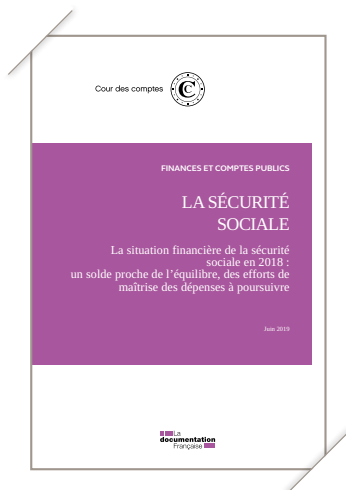 Cour des comptes
CC
FINANCES ET COMPTES PUBLICS
LA SÉCURITÉ
SOCIALE
La situation financière de la sécurité
sociale en 2018 :
un solde proche de l'équilibre, des efforts de
maîtrise des dépenses à poursuivre
Juin 2019
La
documentation
Française